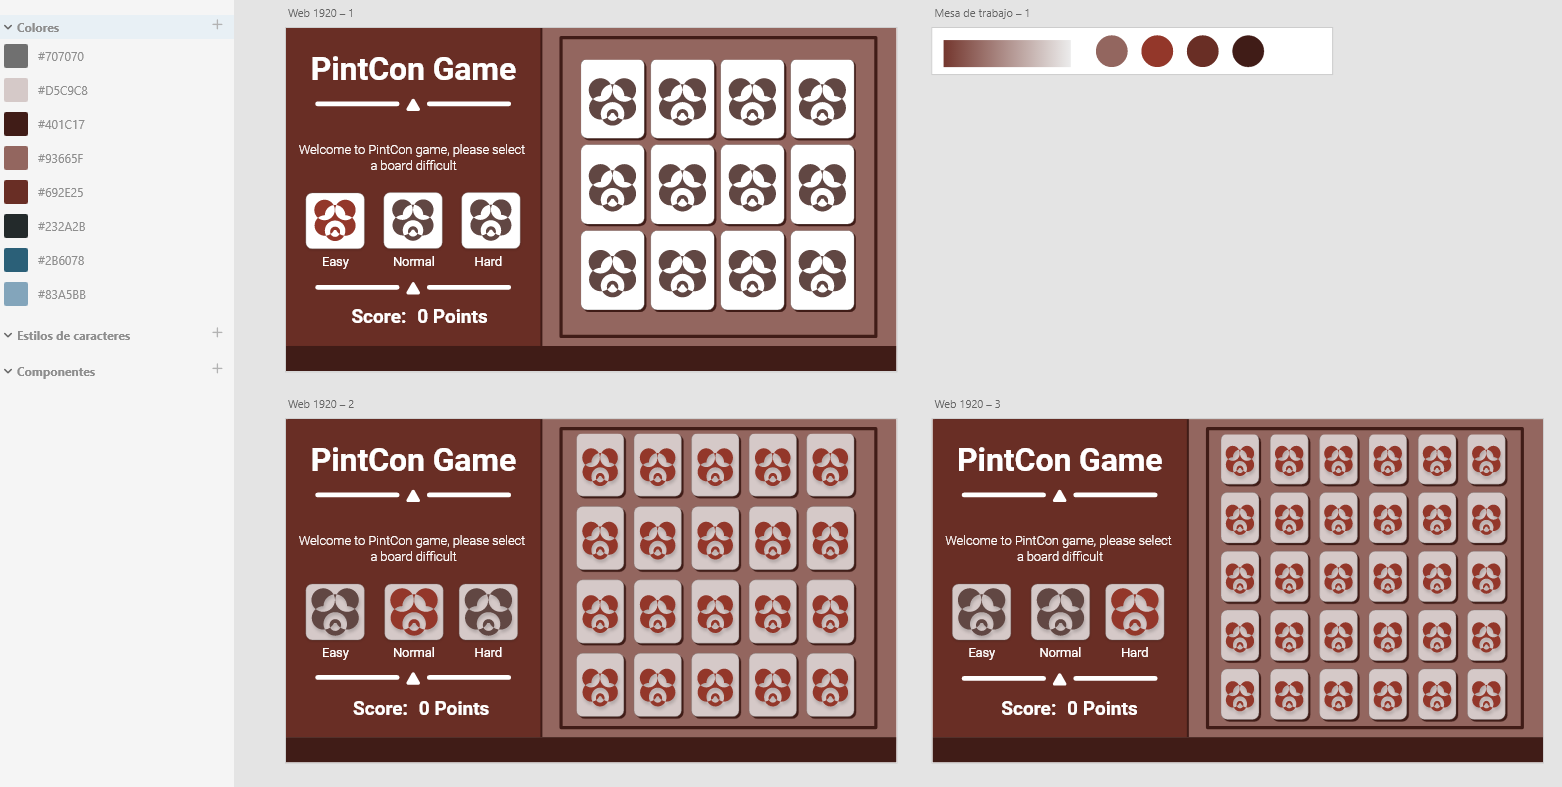 Colores
#707070
#D5C9C8
#401C17
#93665F
#692E25
#232A2B
#2B6078
#83A5BB
Estilos de caracteres
Componentes
Web 1920 – 1
PintCon Game
Welcome to PintCon game, please select
a board difficult
Easy Normal Hard
Score: 0 Points
Mesa de trabajo – 1
Web 1920 – 2
PintCon Game
Welcome to PintCon game, please select
a board difficult
Easy Normal Hard
Score: 0 Points
Web 1920 – 3
PintCon Game
Welcome to PintCon game, please select
a board difficult
Easy Normal Hard
Score: 0 Points